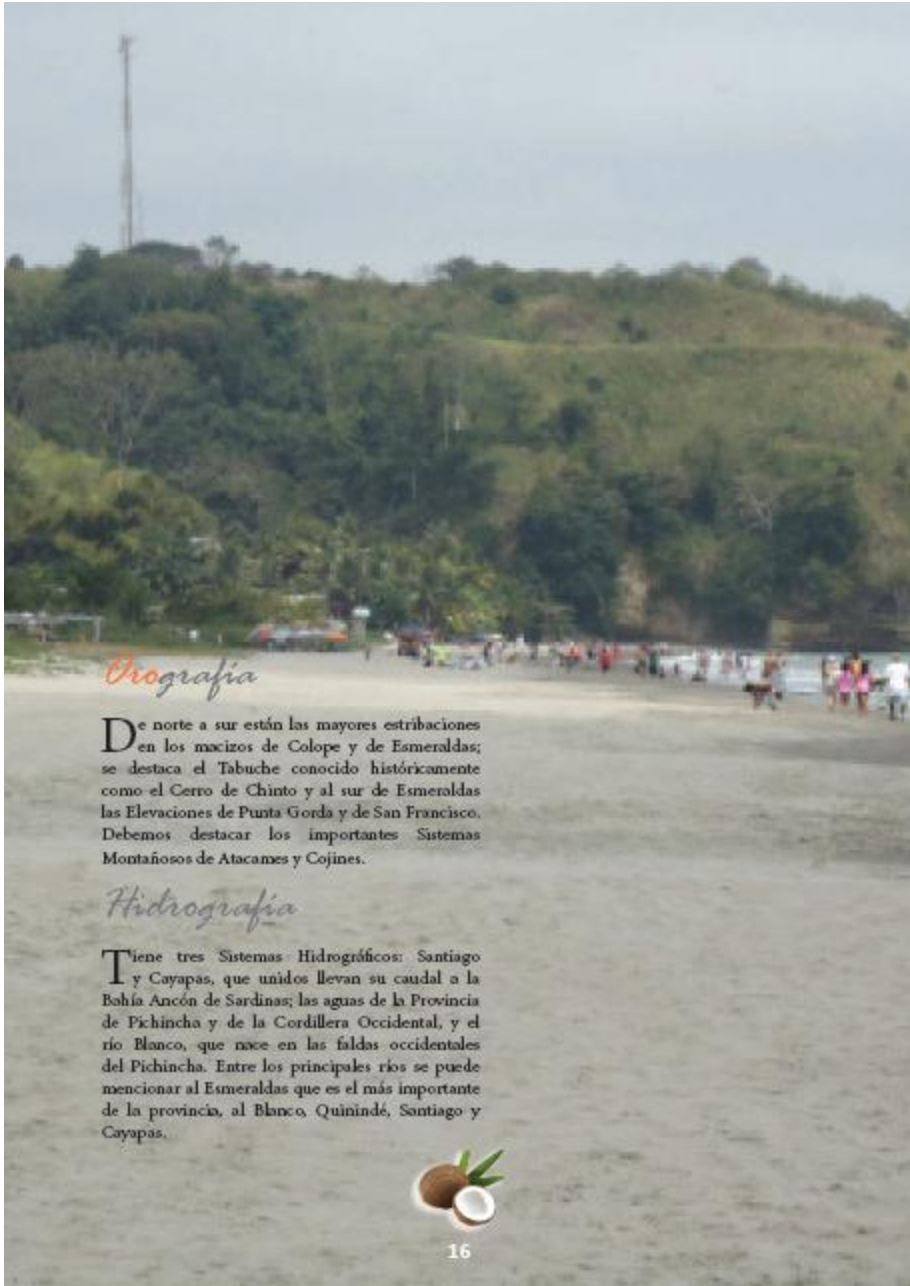 Orografía
De norte a sur están las mayores estribaciones
en los macizos de Colope y de Esmeraldas;
se destaca el Tabuche conocido históricamente
como el Cerro de Chinto y al sur de Esmeraldas
las Elevaciones de Punta Gorda y de San Francisco.
Debemos destacar los importantes Sistemas
Montañosos de Atacames y Cojines.
Hidrografía
Tiene tres Sistemas Hidrográficos: Santiago
y Cayapas, que unidos llevan su caudal a la
Bahía Ancón de Sardinas; las aguas de la Provincia
de Pichincha y de la Cordillera Occidental, y el
río Blanco, que nace en las faldas occidentales
del Pichincha. Entre los principales ríos se puede
mencionar al Esmeraldas que es el más importante
de la provincia, al Blanco, Quinindé, Santiago y
Cayapas.
16